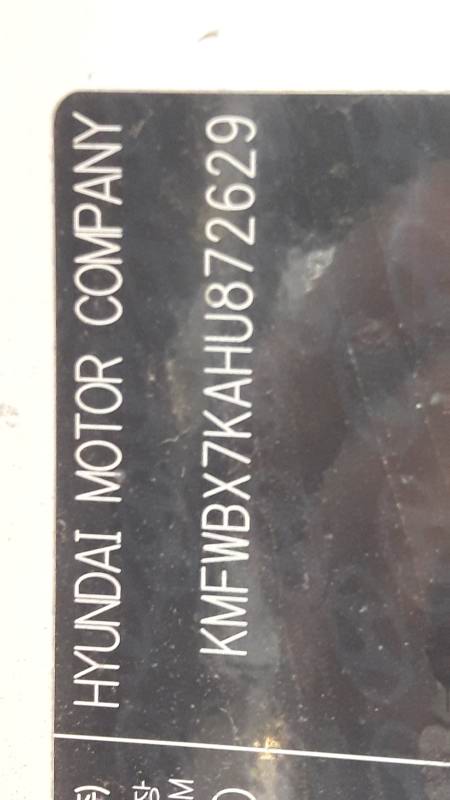 HYUNDAI MOTOR COMPANY
KMFWBX7KAHU872629